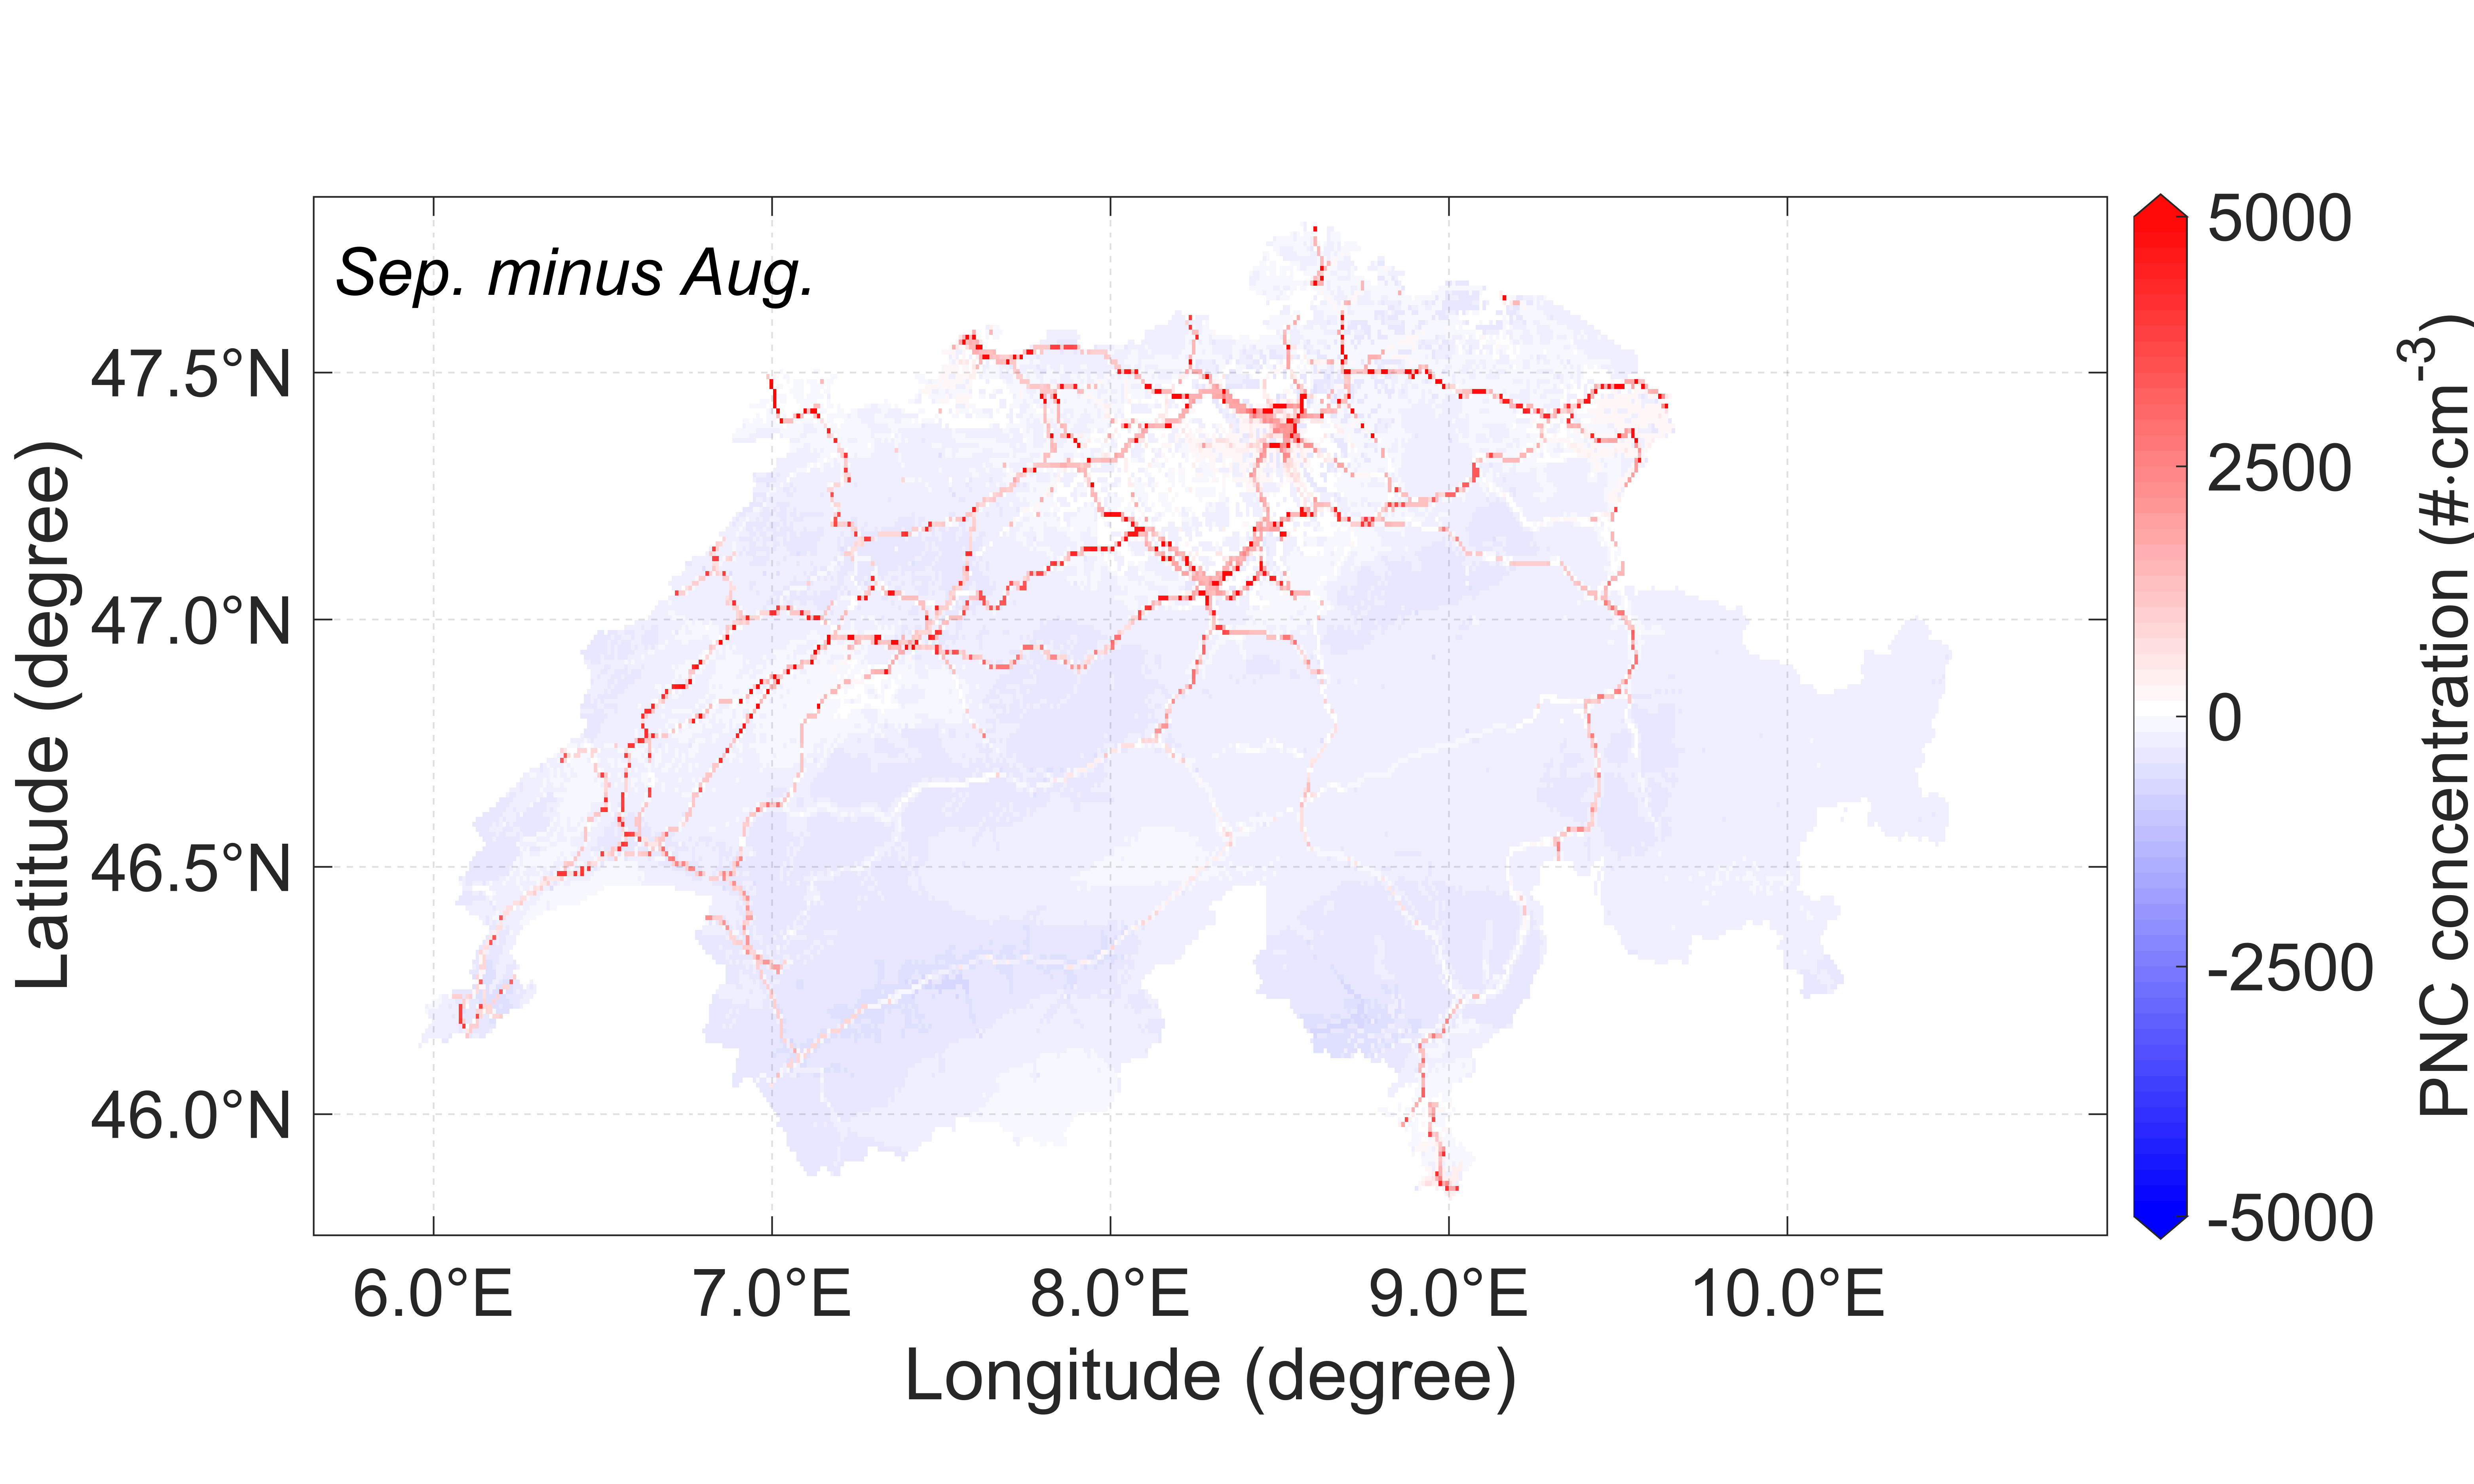 Sep. minus Aug.
47.5°N
47.0°N
46.5°N
46.0°N
Latitude (degree)
6.0°E 7.0°E 8.0°E 9.0°E 10.0°E
Longitude (degree)
5000
2500
0
-2500
-5000
PNC concentration (#·cm⁻³)